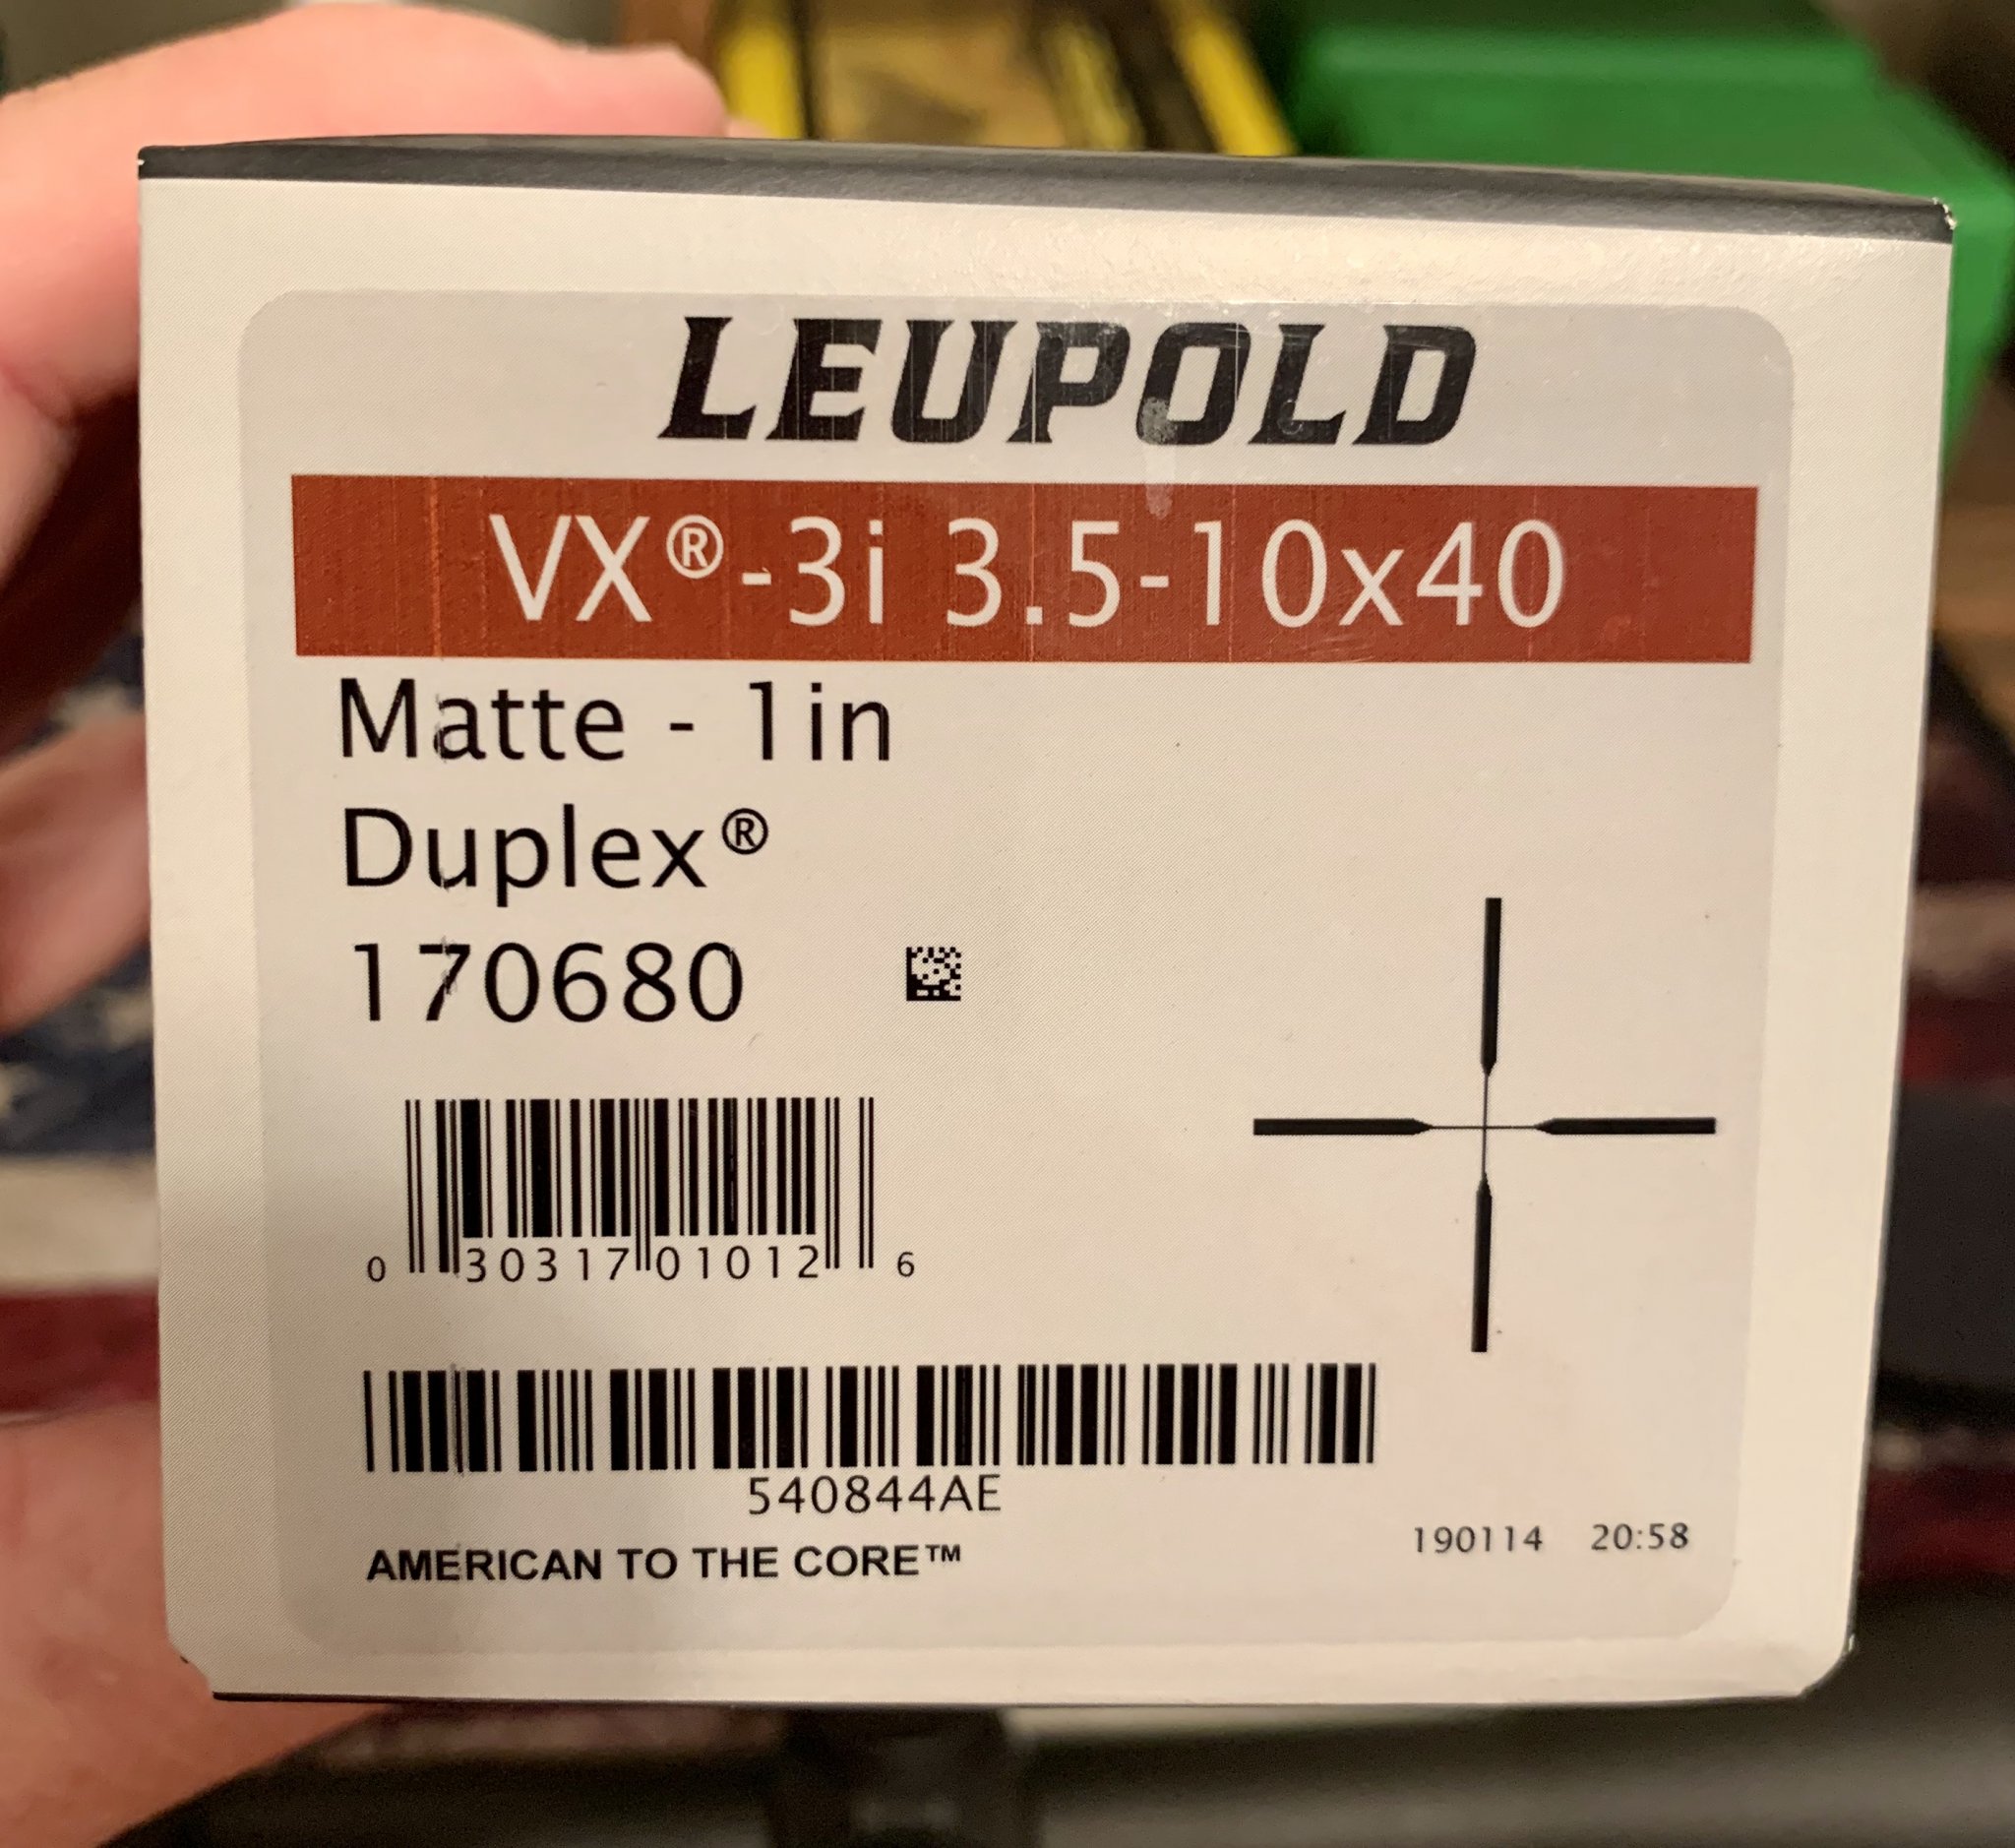 LEUPOLD
VX®-3i 3.5-10x40
Matte - 1in
Duplex®
170680
0 30317 01012 6
540844AE
AMERICAN TO THE CORE™
190114 20:58